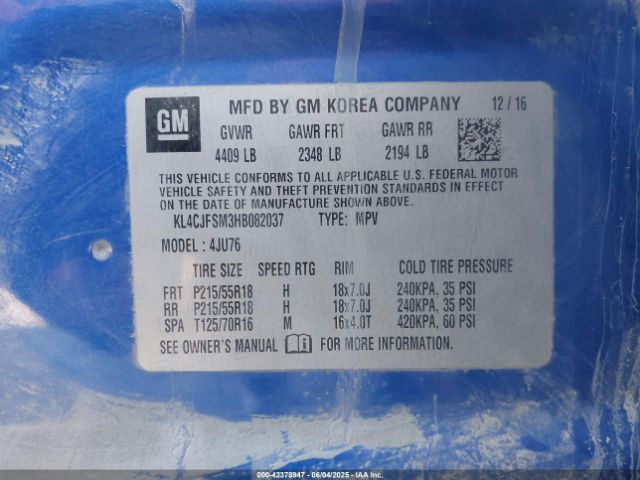 GM MFD BY GM KOREA COMPANY 12/16
GVWR GAWR FRT GAWR RR
4409 LB 2348 LB 2194 LB
THIS VEHICLE CONFORMS TO ALL APPLICABLE U.S. FEDERAL MOTOR
VEHICLE SAFETY AND THEFT PREVENTION STANDARDS IN EFFECT
ON THE DATE OF MANUFACTURE SHOWN ABOVE.
KL4CJFSM3HB082037 TYPE: MPV
MODEL: 4JU76
TIRE SIZE SPEED RTG RIM COLD TIRE PRESSURE
FRT P215/55R18 H 18x7.0J 240KPA, 35 PSI
RR P215/55R18 H 18x7.0J 240KPA, 35 PSI
SPA T125/70R16 M 16x4.0T 420KPA, 60 PSI
SEE OWNER'S MANUAL FOR MORE INFORMATION.
000-42378947 - 06/04/2025 - IAAI.COM